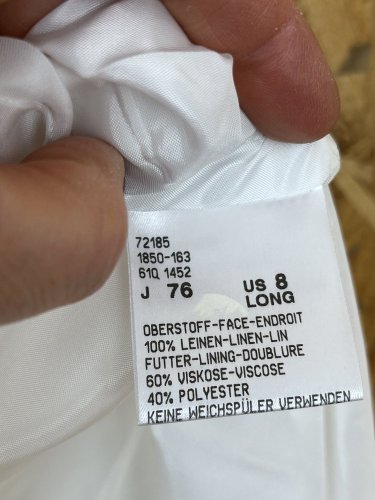 72185
1850-163
61Q 1452
J 76 US 8
LONG
OBERSTOFF-FACE-ENDROIT
100% LEINEN-LINEN-LIN
FUTTER-LINING-DOUBLURE
60% VISKOSE-VISCOSE
40% POLYESTER
KEINE WEICHSPÜLER VERWENDEN